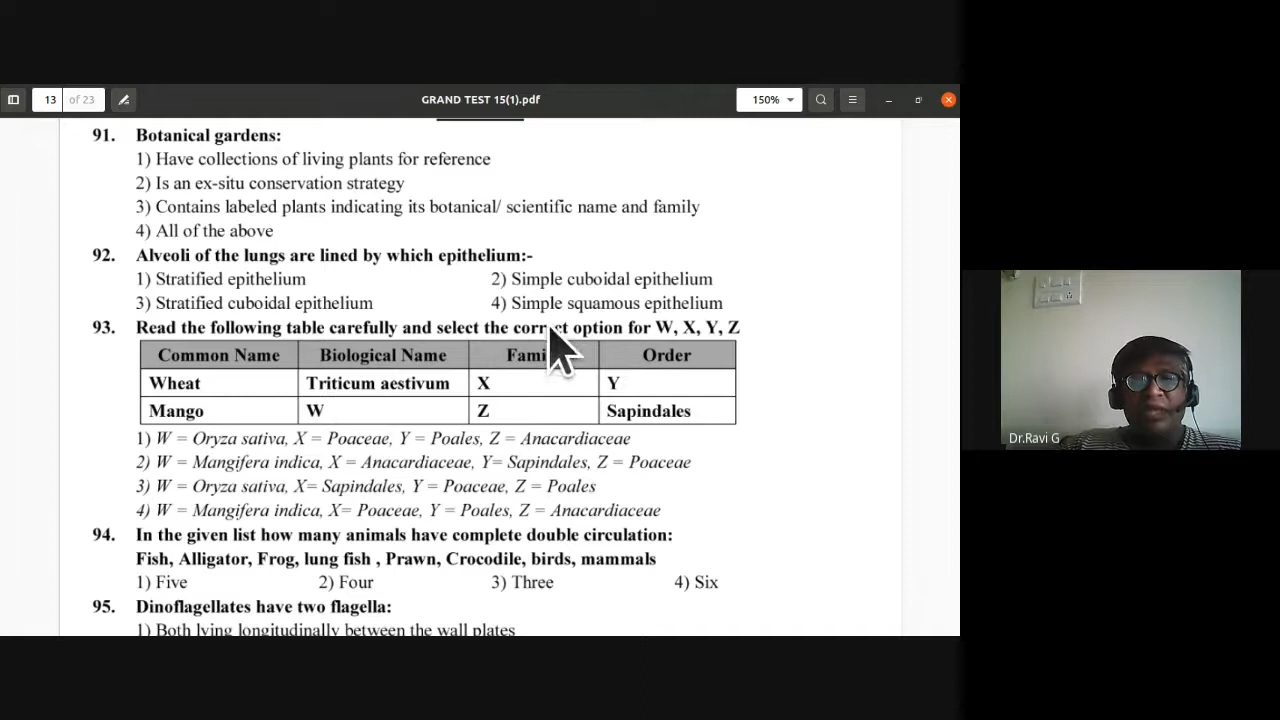 13 of 23
GRAND TEST 15(1).pdf
150%
91. Botanical gardens:
1) Have collections of living plants for reference
2) Is an ex-situ conservation strategy
3) Contains labeled plants indicating its botanical/ scientific name and family
4) All of the above
92. Alveoli of the lungs are lined by which epithelium:-
1) Stratified epithelium 2) Simple cuboidal epithelium
3) Stratified cuboidal epithelium 4) Simple squamous epithelium
93. Read the following table carefully and select the correct option for W, X, Y, Z
Common Name Biological Name Order
Wheat Triticum aestivum X Y
Mango W Z Sapindales
1) W = Oryza sativa, X = Poaceae, Y = Poales, Z = Anacardiaceae
2) W = Mangifera indica, X = Anacardiaceae, Y= Sapindales, Z = Poaceae
3) W = Oryza sativa, X= Sapindales, Y = Poaceae, Z = Poales
4) W = Mangifera indica, X= Poaceae, Y = Poales, Z = Anacardiaceae
94. In the given list how many animals have complete double circulation:
Fish, Alligator, Frog, lung fish , Prawn, Crocodile, birds, mammals
1) Five 2) Four 3) Three 4) Six
95. Dinoflagellates have two flagella:
1) Both lying longitudinally between the wall plates
Dr.Ravi G